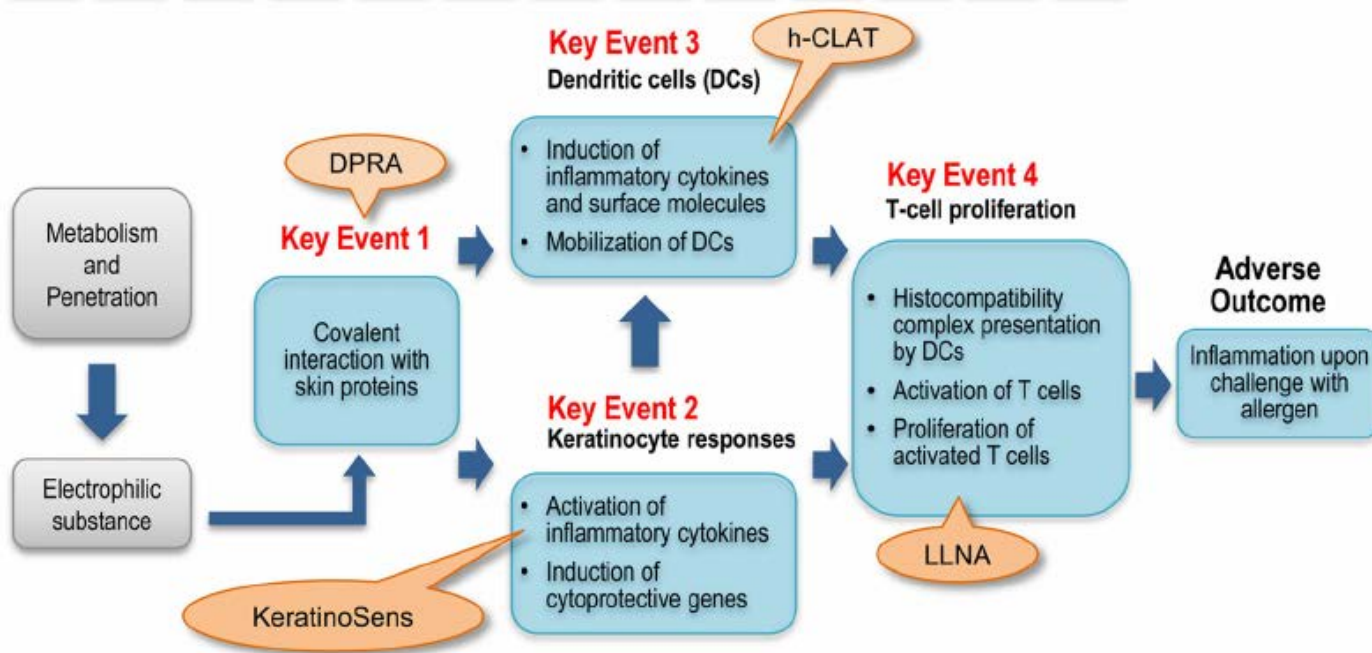 Metabolism
and
Penetration
Electrophilic
substance
DPRA
Key Event 1
Covalent
interaction with
skin proteins
Key Event 3
Dendritic cells (DCs)
h-CLAT
• Induction of
inflammatory cytokines
and surface molecules
• Mobilization of DCs
Key Event 2
Keratinocyte responses
• Activation of
inflammatory cytokines
• Induction of
cytoprotective genes
KeratinoSens
Key Event 4
T-cell proliferation
• Histocompatibility
complex presentation
by DCs
• Activation of T cells
• Proliferation of
activated T cells
LLNA
Adverse
Outcome
Inflammation upon
challenge with
allergen